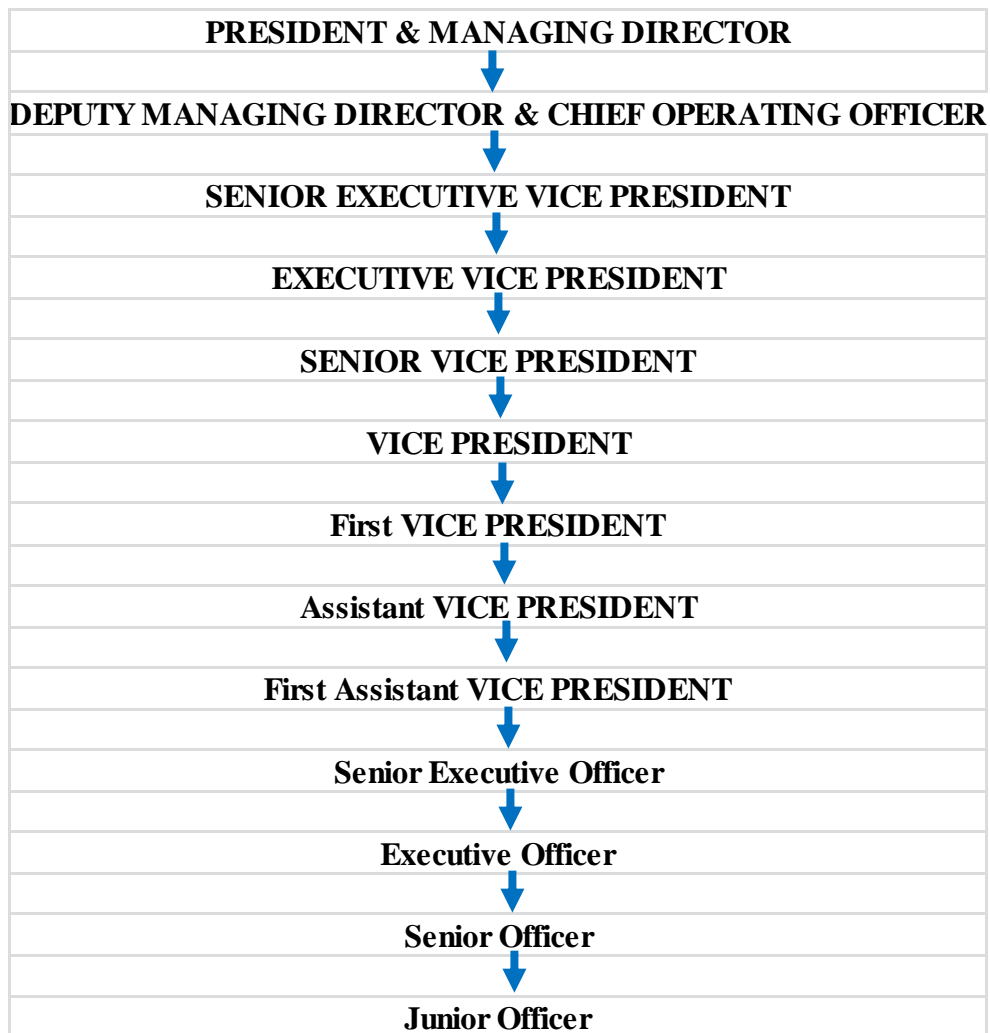 PRESIDENT & MANAGING DIRECTOR
DEPUTY MANAGING DIRECTOR & CHIEF OPERATING OFFICER
SENIOR EXECUTIVE VICE PRESIDENT
EXECUTIVE VICE PRESIDENT
SENIOR VICE PRESIDENT
VICE PRESIDENT
First VICE PRESIDENT
Assistant VICE PRESIDENT
First Assistant VICE PRESIDENT
Senior Executive Officer
Executive Officer
Senior Officer
Junior Officer